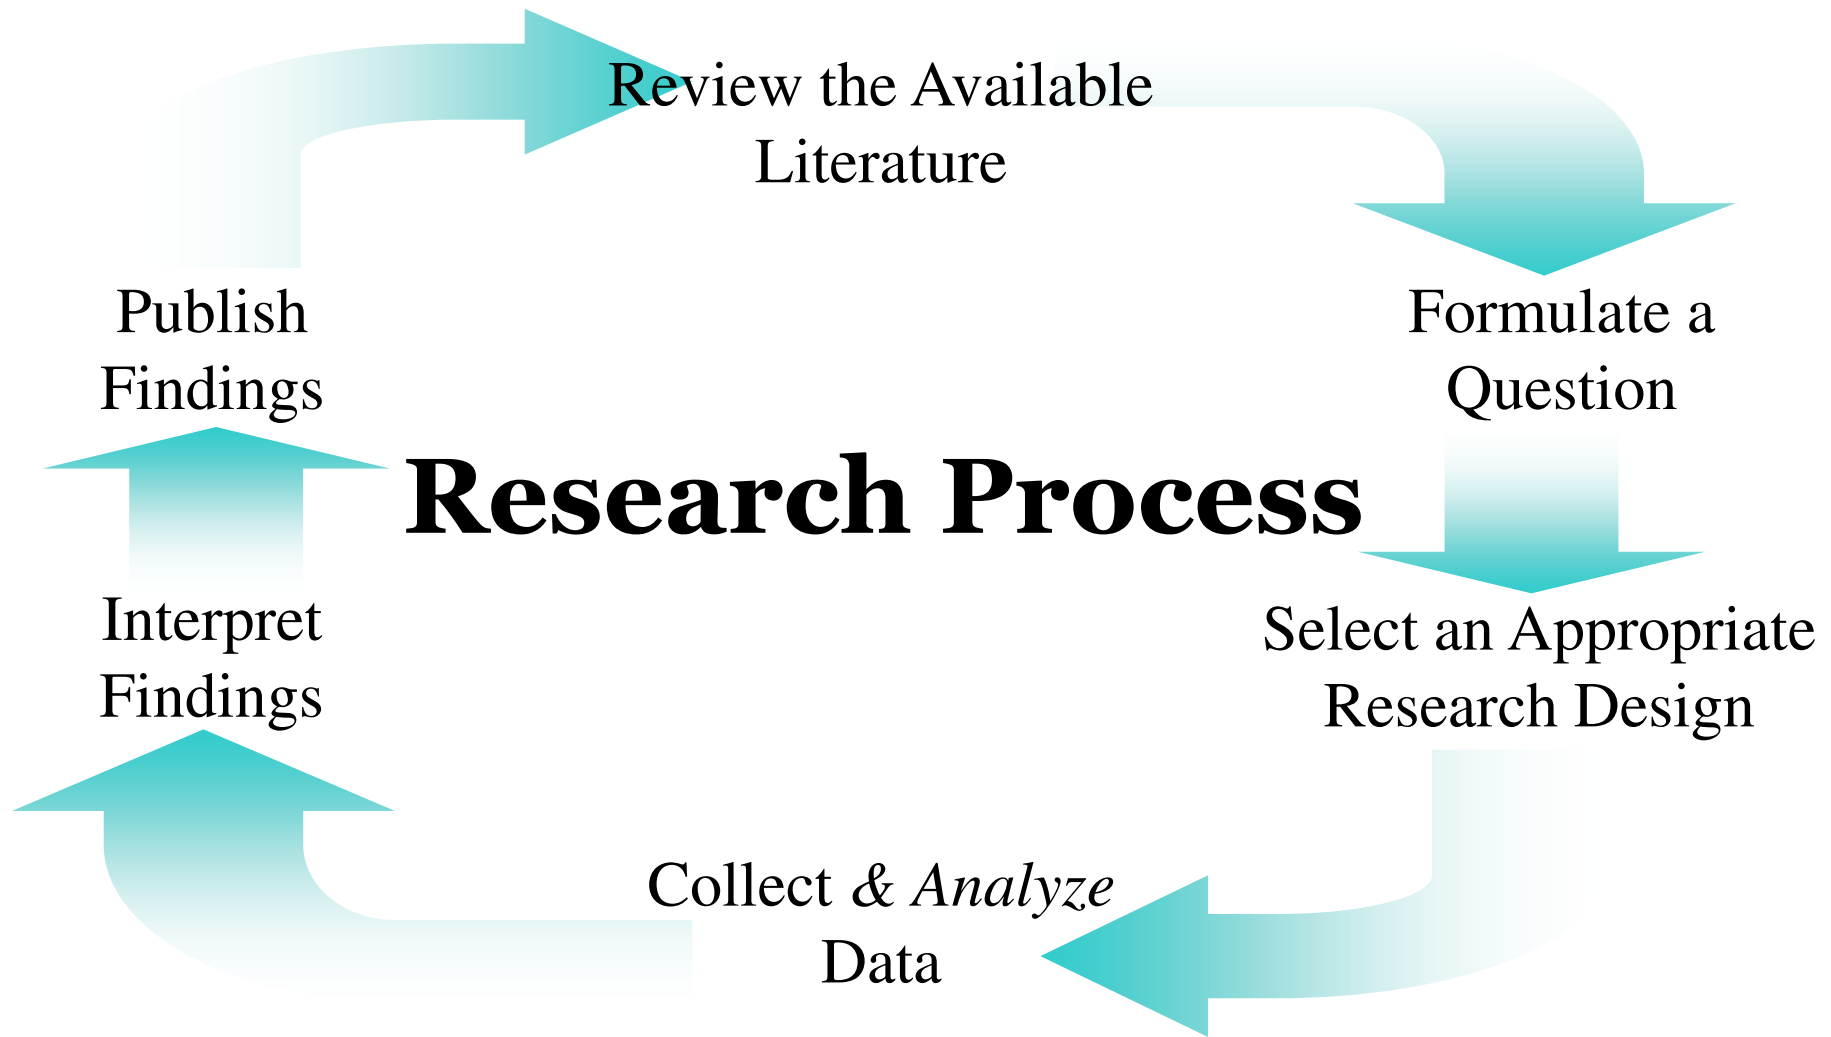 Review the Available
Literature
Formulate a
Question
Select an Appropriate
Research Design
Collect & Analyze
Data
Interpret
Findings
Publish
Findings
Research Process